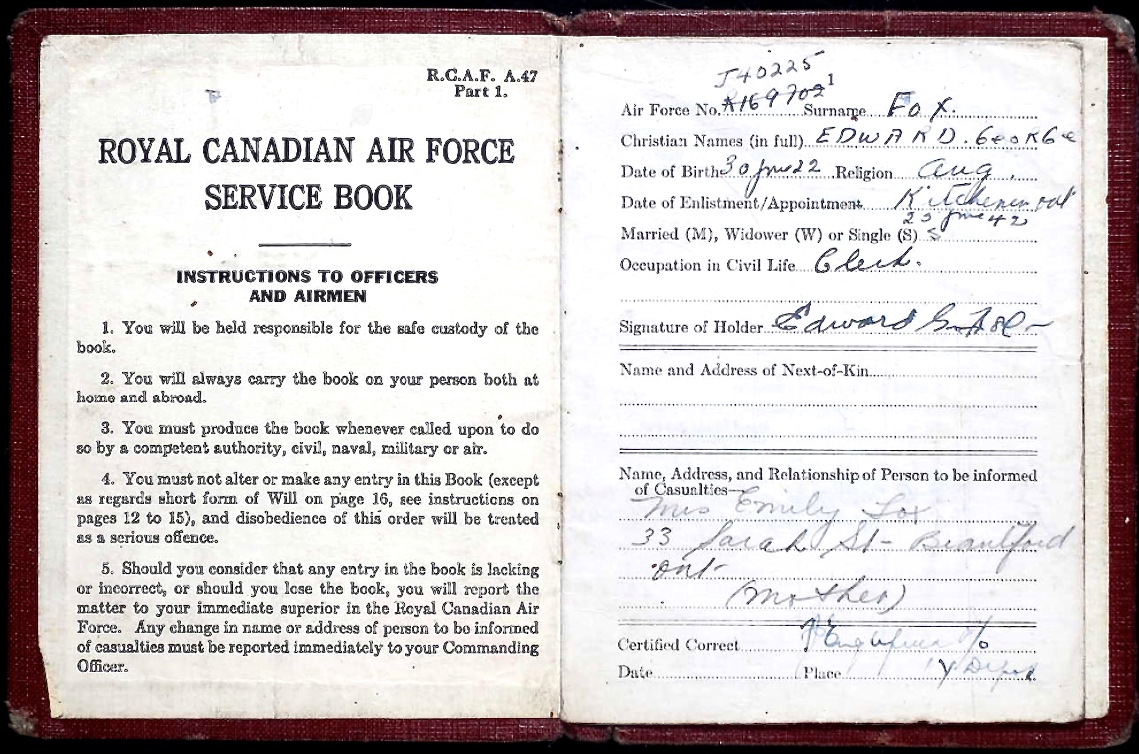 R.C.A.F. A.47
Part 1.
ROYAL CANADIAN AIR FORCE
SERVICE BOOK
INSTRUCTIONS TO OFFICERS
AND AIRMEN
1. You will be held responsible for the safe custody of the
book.
2. You will always carry the book on your person both at
home and abroad.
3. You must produce the book whenever called upon to do
so by a competent authority, civil, naval, military or air.
4. You must not alter or make any entry in this Book (except
as regards short form of Will on page 16, see instructions on
pages 12 to 15), and disobedience of this order will be treated
as a serious offence.
5. Should you consider that any entry in the book is lacking
or incorrect, or should you lose the book, you will report the
matter to your immediate superior in the Royal Canadian Air
Force. Any change in name or address of person to be informed
of casualties must be reported immediately to your Commanding
Officer.
1
J40225
Air Force No. R169702 Surname Fox.
Christian Names (in full) EDWARD. GeoRGe
Date of Birth 30 June 22 Religion Ang.
Date of Enlistment/Appointment Kitchener ont
23 June 42
Married (M), Widower (W) or Single (S) S
Occupation in Civil Life Clerk.
Signature of Holder Edward G. Fox
Name and Address of Next-of-Kin
Name, Address, and Relationship of Person to be informed
of Casualties—
Mrs Emily Fox
33 Sarah St - Brantford
ont-
(mother)
Certified Correct F/O
Date Place "Y" Depot